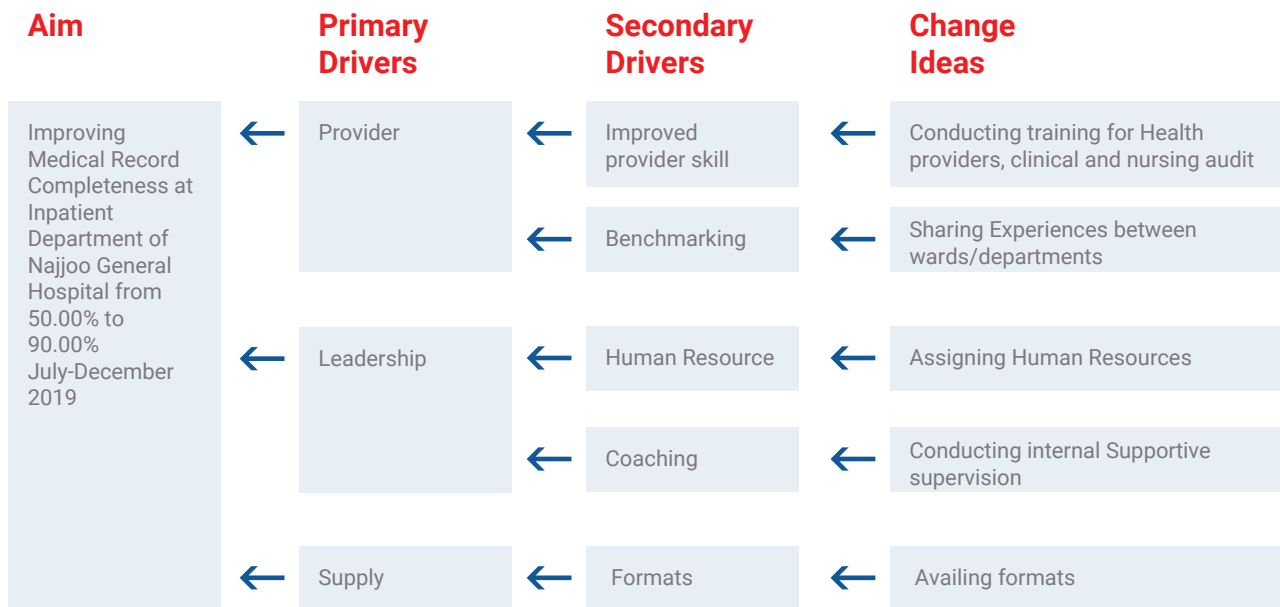 Aim
Primary
Drivers
Secondary
Drivers
Change
Ideas
Improving
Medical Record
Completeness at
Inpatient
Department of
Najjoo General
Hospital from
50.00% to
90.00%
July-December
2019
Provider
Improved
provider skill
Conducting training for Health
providers, clinical and nursing audit
Benchmarking
Sharing Experiences between
wards/departments
Leadership
Human Resource
Assigning Human Resources
Coaching
Conducting internal Supportive
supervision
Supply
Formats
Availing formats